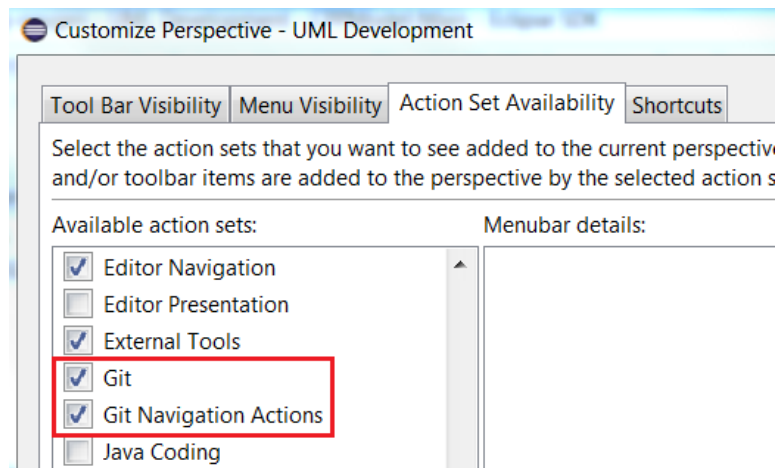 Customize Perspective - UML Development
Tool Bar Visibility Menu Visibility Action Set Availability Shortcuts
Select the action sets that you want to see added to the current perspective
and/or toolbar items are added to the perspective by the selected action s
Available action sets: Menubar details:
Editor Navigation
Editor Presentation
External Tools
Git
Git Navigation Actions
Java Coding